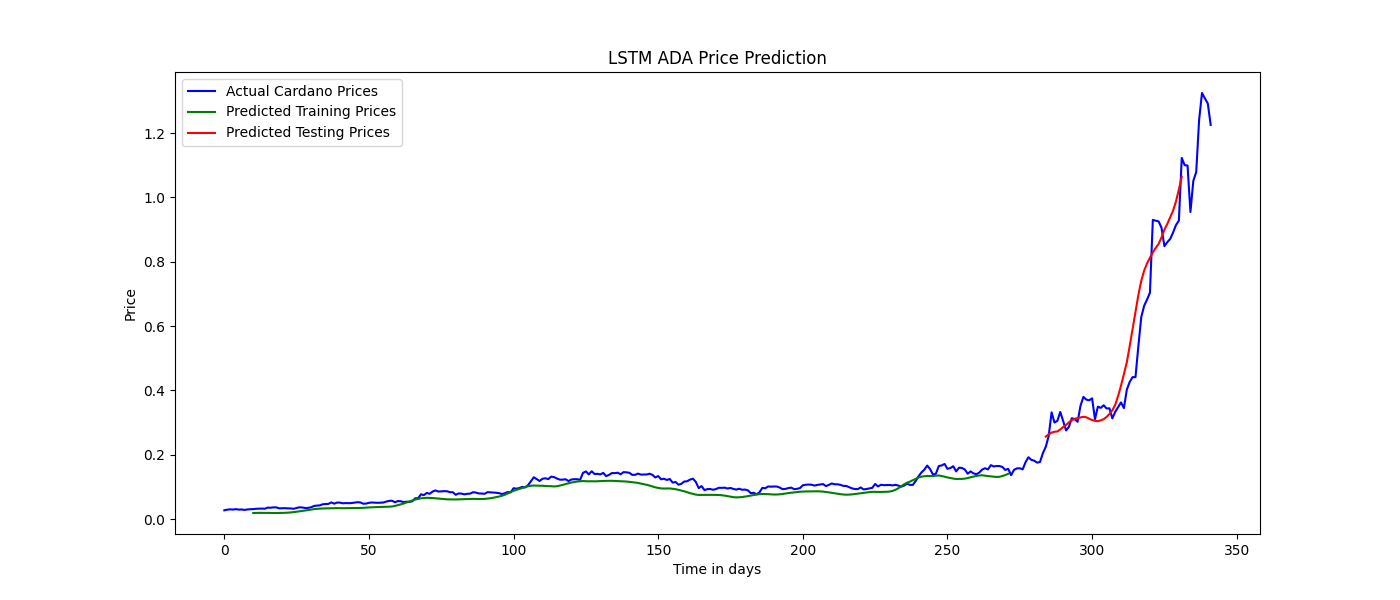 LSTM ADA Price Prediction
Actual Cardano Prices
Predicted Training Prices
Predicted Testing Prices
1.2
1.0
0.8
0.6
0.4
0.2
0.0
Price
0 50 100 150 200 250 300 350
Time in days